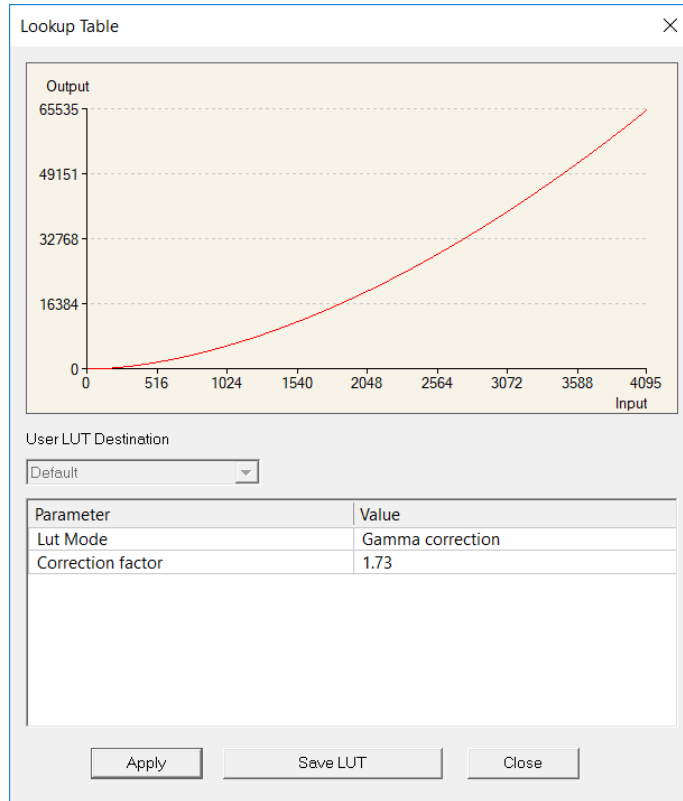 Lookup Table
Output
65535
49151
32768
16384
0
0 516 1024 1540 2048 2564 3072 3588 4095
Input
User LUT Destination
Default
Parameter Value
Lut Mode Gamma correction
Correction factor 1.73
Apply Save LUT Close